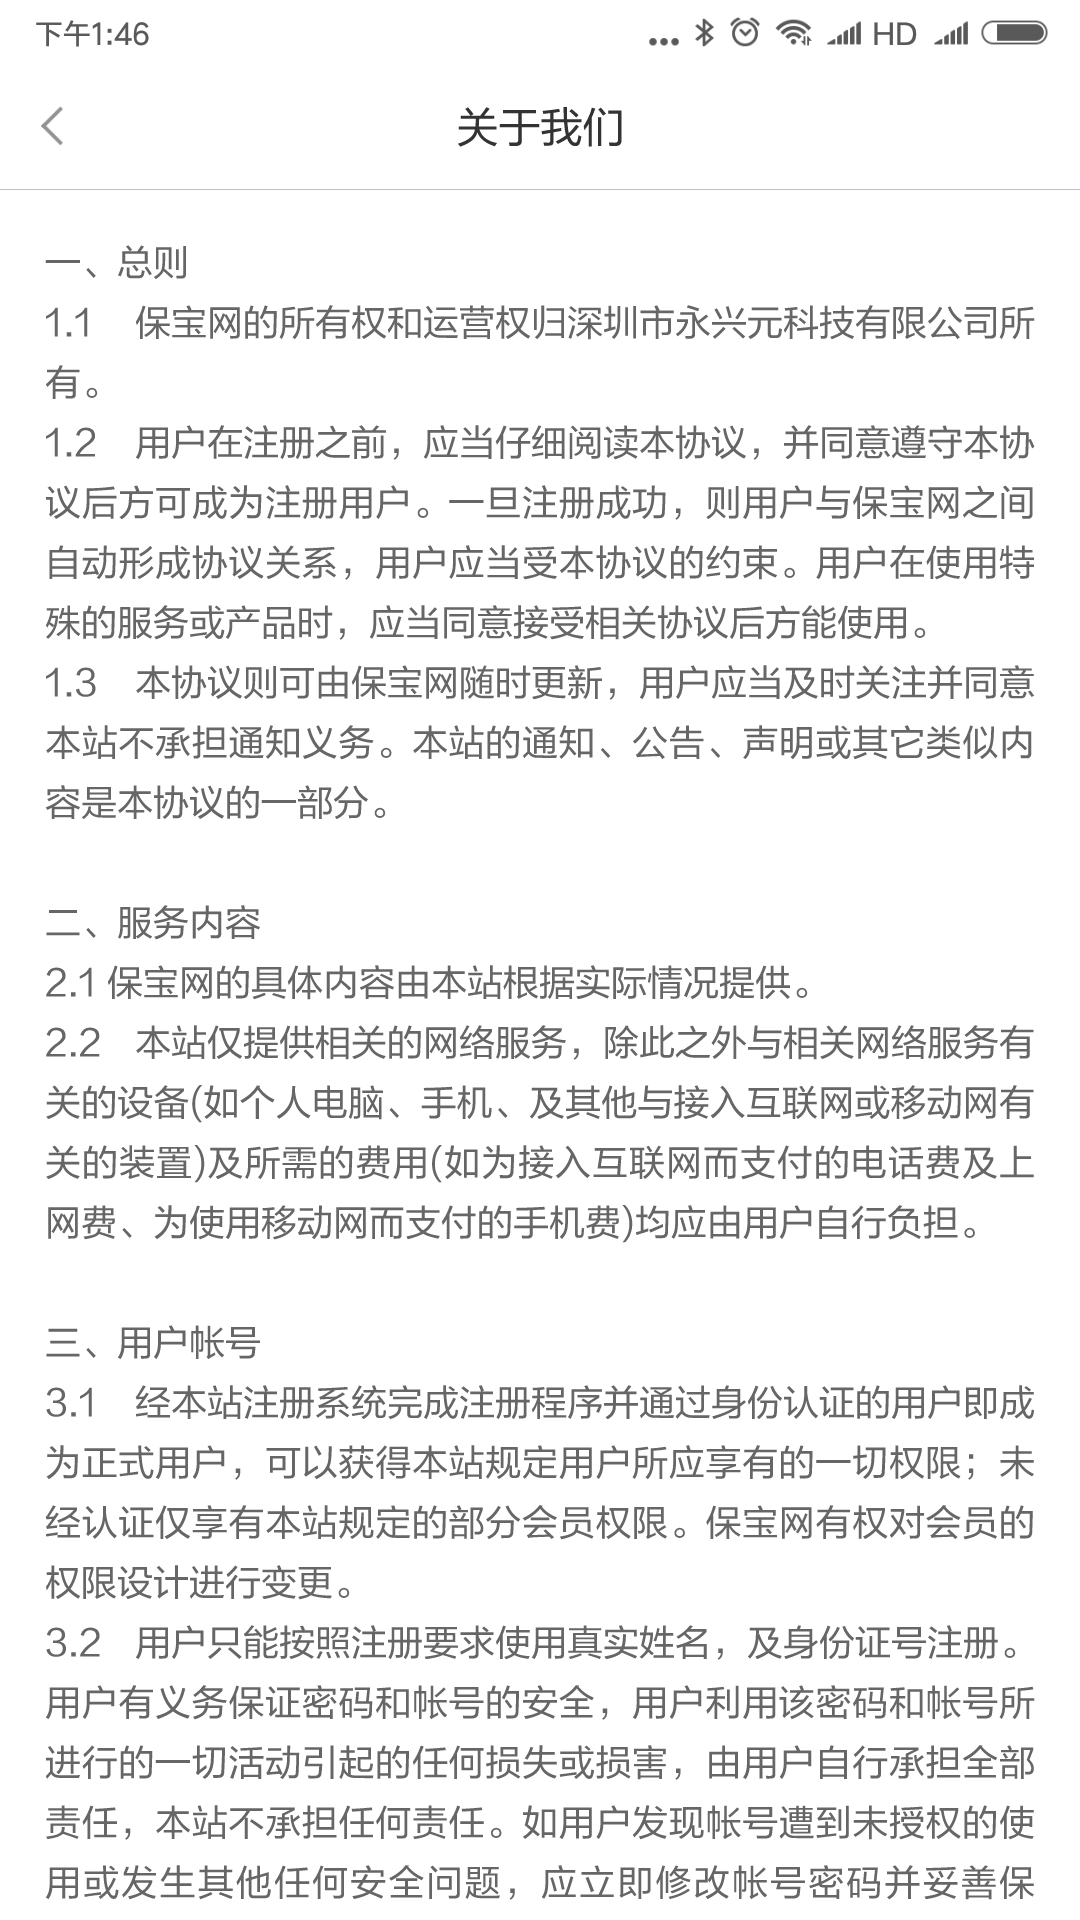 下午1:46
HD
关于我们
一、总则
1.1　保宝网的所有权和运营权归深圳市永兴元科技有限公司所
有。
1.2　用户在注册之前，应当仔细阅读本协议，并同意遵守本协
议后方可成为注册用户。一旦注册成功，则用户与保宝网之间
自动形成协议关系，用户应当受本协议的约束。用户在使用特
殊的服务或产品时，应当同意接受相关协议后方能使用。
1.3　本协议则可由保宝网随时更新，用户应当及时关注并同意
本站不承担通知义务。本站的通知、公告、声明或其它类似内
容是本协议的一部分。
二、服务内容
2.1 保宝网的具体内容由本站根据实际情况提供。
2.2　本站仅提供相关的网络服务，除此之外与相关网络服务有
关的设备(如个人电脑、手机、及其他与接入互联网或移动网有
关的装置)及所需的费用(如为接入互联网而支付的电话费及上
网费、为使用移动网而支付的手机费)均应由用户自行负担。
三、用户帐号
3.1　经本站注册系统完成注册程序并通过身份认证的用户即成
为正式用户，可以获得本站规定用户所应享有的一切权限；未
经认证仅享有本站规定的部分会员权限。保宝网有权对会员的
权限设计进行变更。
3.2　用户只能按照注册要求使用真实姓名，及身份证号注册。
用户有义务保证密码和帐号的安全，用户利用该密码和帐号所
进行的一切活动引起的任何损失或损害，由用户自行承担全部
责任，本站不承担任何责任。如用户发现帐号遭到未授权的使
用或发生其他任何安全问题，应立即修改帐号密码并妥善保